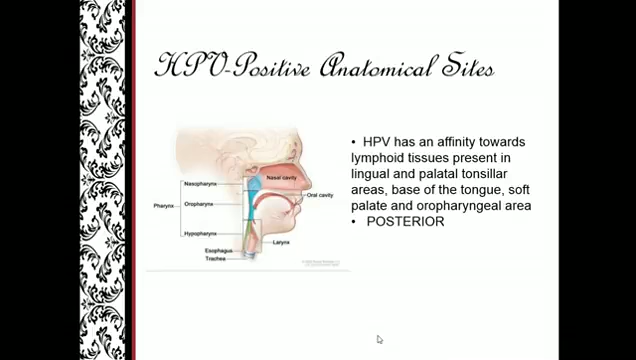 HPV-Positive Anatomical Sites
• HPV has an affinity towards
lymphoid tissues present in
lingual and palatal tonsillar
areas, base of the tongue, soft
palate and oropharyngeal area
• POSTERIOR
Nasal cavity
Nasopharynx
Oral cavity
Pharynx
Oropharynx
Hypopharynx
Larynx
Esophagus
Trachea